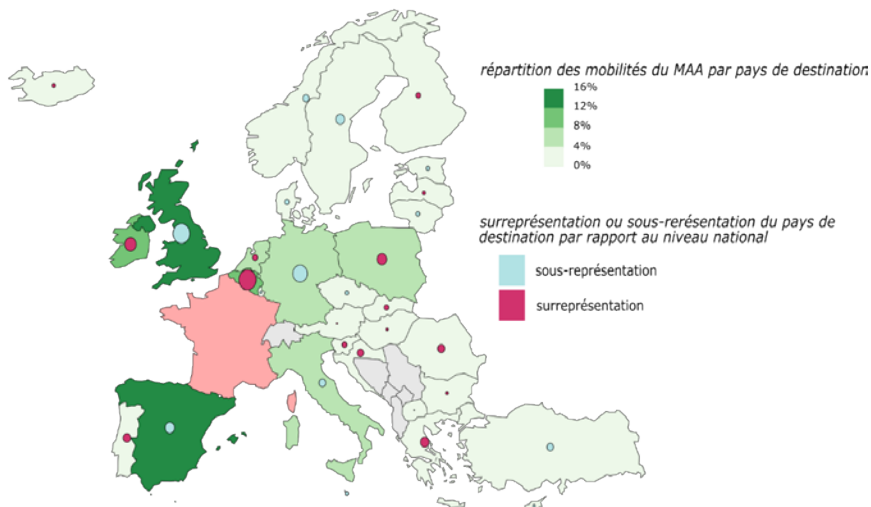 répartition des mobilités du MAA par pays de destination
16%
12%
8%
4%
0%
surreprésentation ou sous-rerésentation du pays de
destination par rapport au niveau national
sous-représentation
surreprésentation